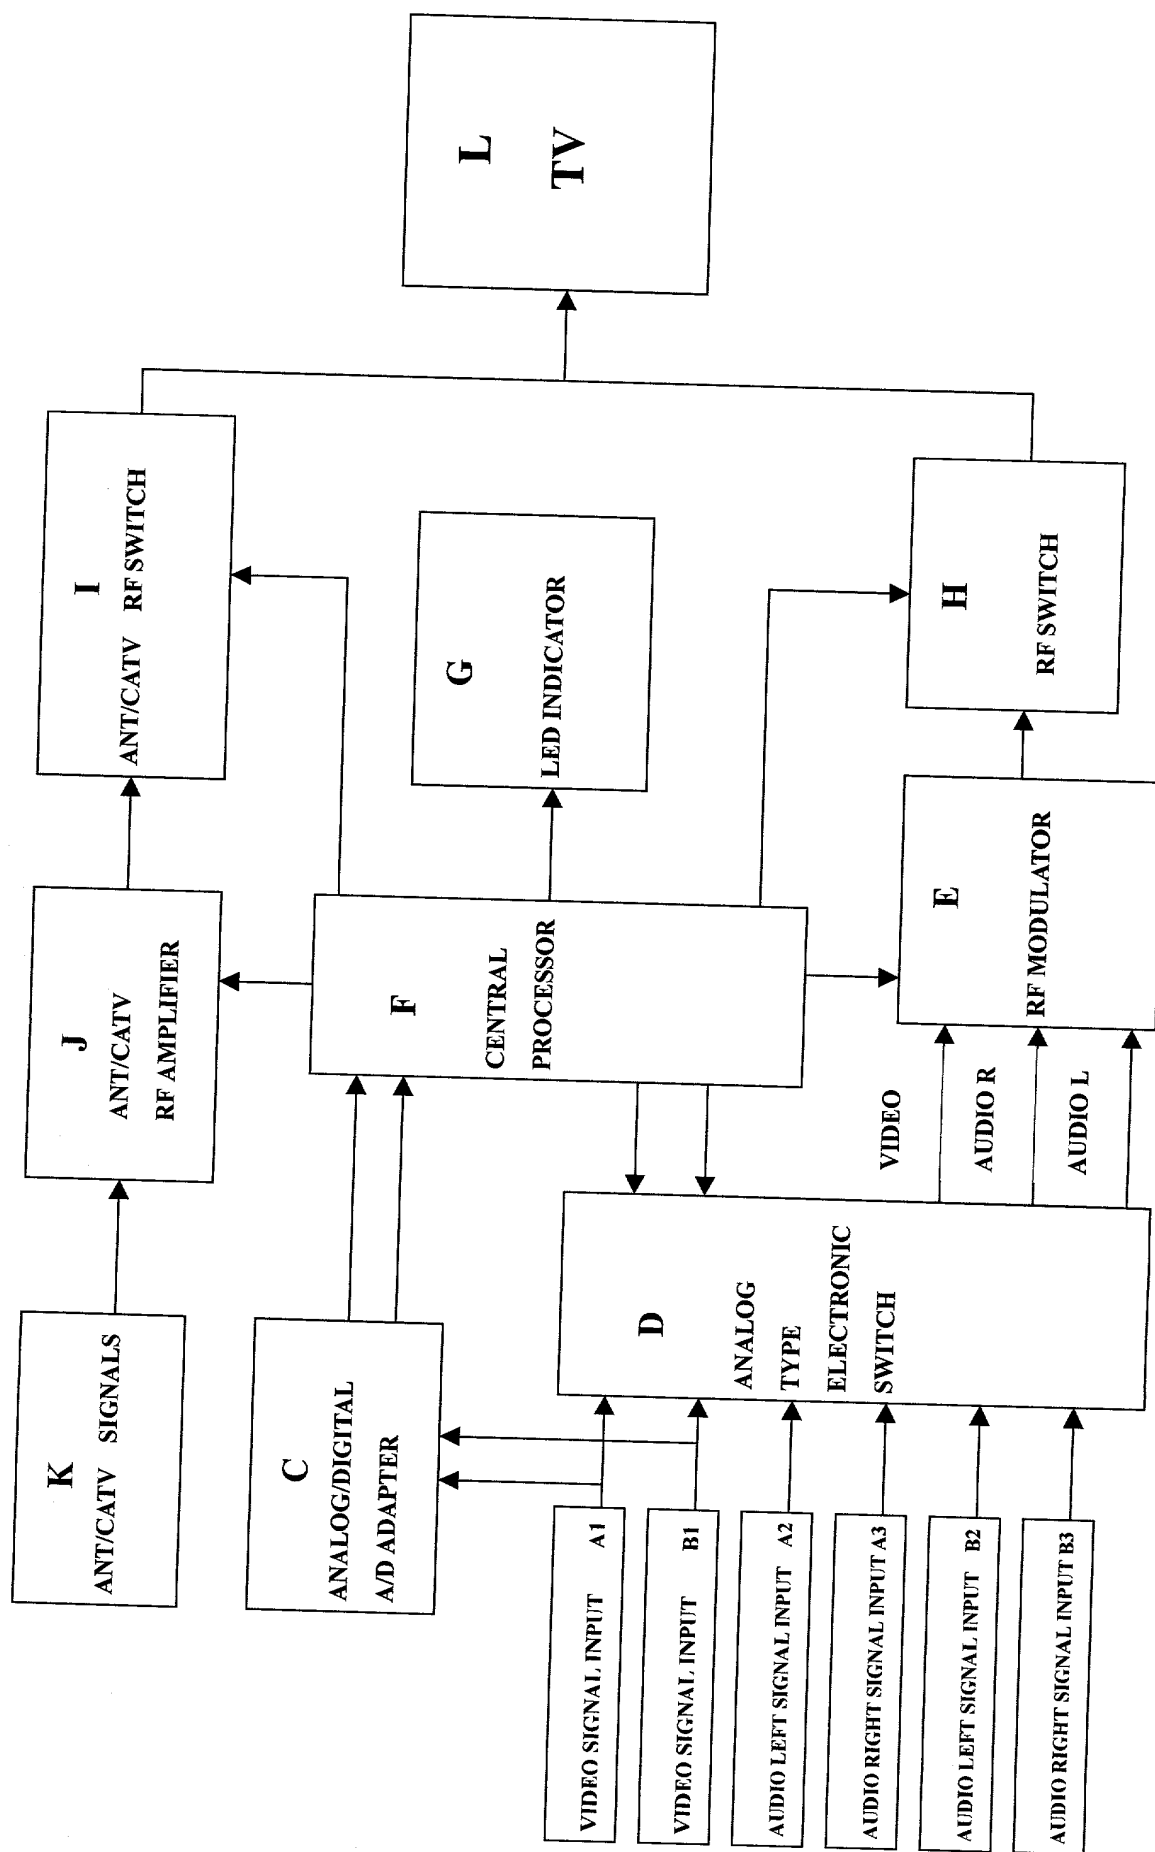 K
ANT/CATV SIGNALS
J
ANT/CATV
RF AMPLIFIER
I
ANT/CATV RF SWITCH
C
ANALOG/DIGITAL
A/D ADAPTER
F
CENTRAL
PROCESSOR
G
LED INDICATOR
L
TV
VIDEO SIGNAL INPUT A1
VIDEO SIGNAL INPUT B1
AUDIO LEFT SIGNAL INPUT A2
AUDIO RIGHT SIGNAL INPUT A3
AUDIO LEFT SIGNAL INPUT B2
AUDIO RIGHT SIGNAL INPUT B3
D
ANALOG
TYPE
ELECTRONIC
SWITCH
VIDEO
AUDIO R
AUDIO L
E
RF MODULATOR
H
RF SWITCH